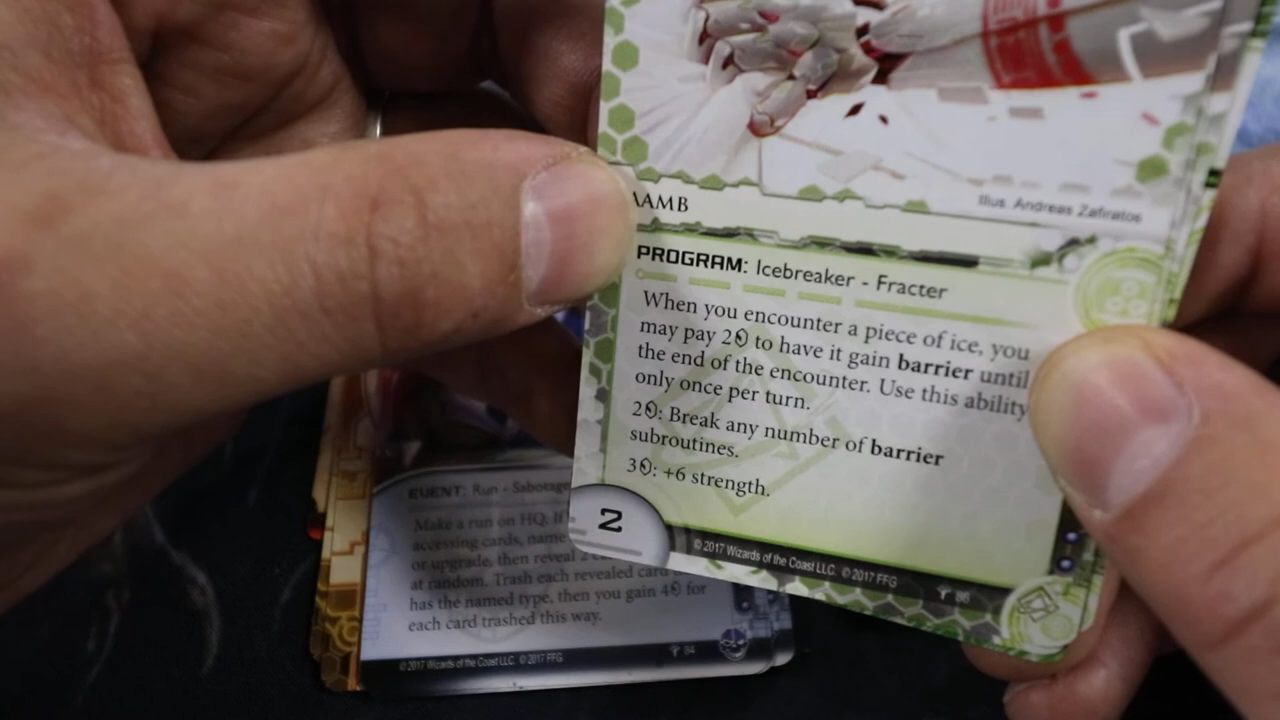 Illus. Andreas Zafiratos
AAMB
PROGRAM: Icebreaker - Fracter
When you encounter a piece of ice, you
may pay 2 to have it gain barrier until
the end of the encounter. Use this ability
only once per turn.
2: Break any number of barrier
subroutines.
3: +6 strength.
2
© 2017 Wizards of the Coast LLC. © 2017 FFG
86
EVENT: Run - Sabotage
Make a run on HQ. If
accessing cards, name
or upgrade, then reveal 2
at random. Trash each revealed card
has the named type, then you gain 4 for
each card trashed this way.
© 2017 Wizards of the Coast LLC. © 2017 FFG
84